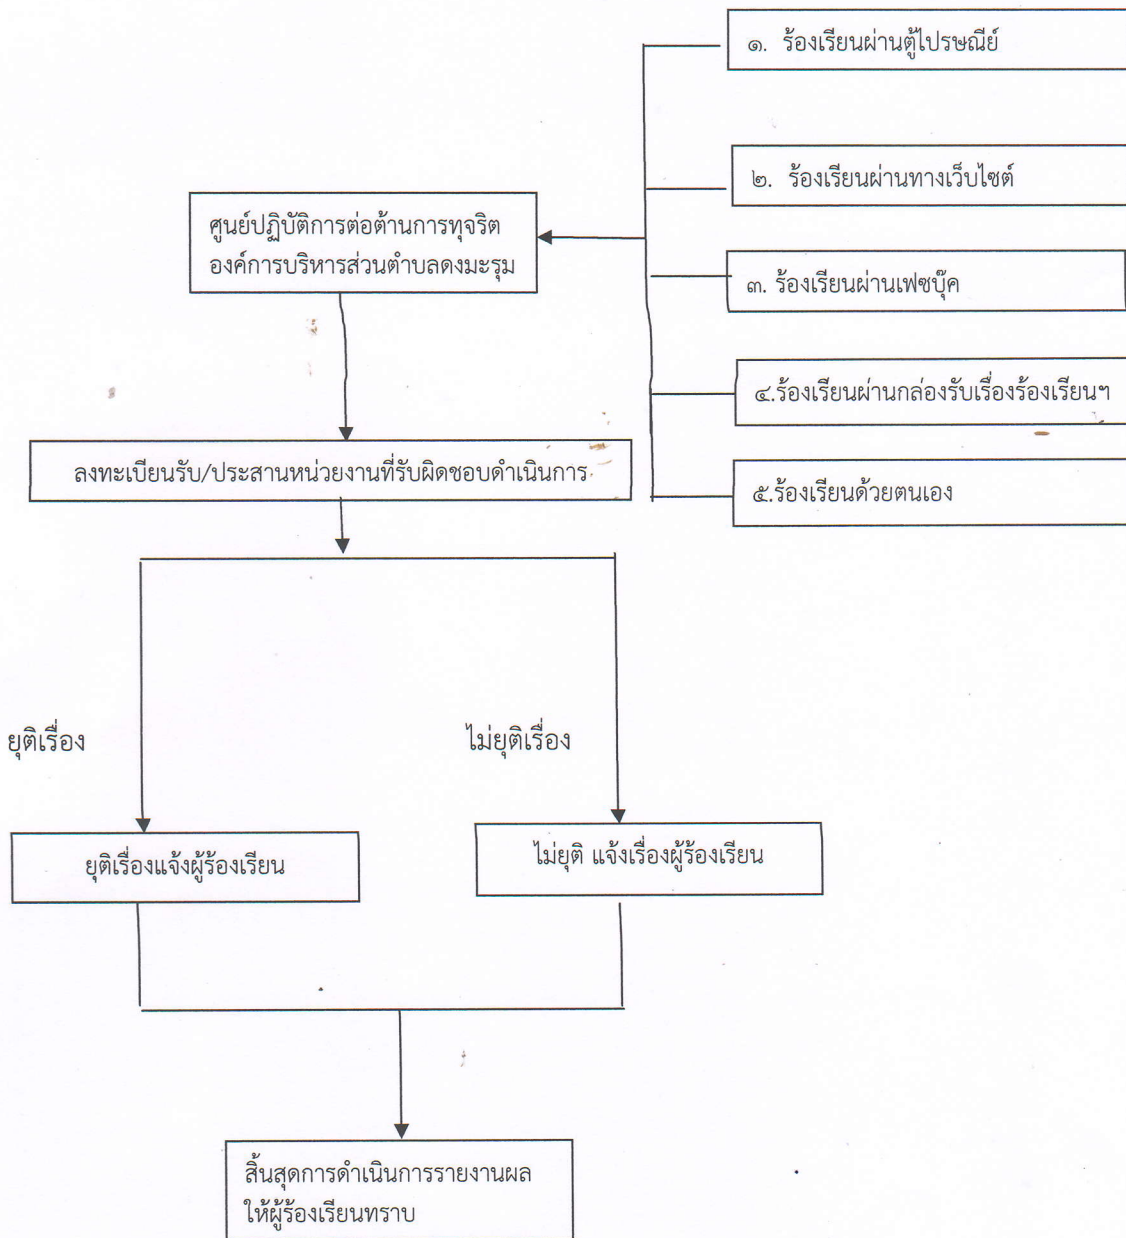 ๑. ร้องเรียนผ่านตู้ไปรษณีย์
๒. ร้องเรียนผ่านทางเว็บไซต์
ศูนย์ปฏิบัติการต่อต้านการทุจริต
องค์การบริหารส่วนตำบลดงมะรุม
๓. ร้องเรียนผ่านเฟซบุ๊ค
๔.ร้องเรียนผ่านกล่องรับเรื่องร้องเรียนฯ
ลงทะเบียนรับ/ประสานหน่วยงานที่รับผิดชอบดำเนินการ
๕.ร้องเรียนด้วยตนเอง
ยุติเรื่อง
ไม่ยุติเรื่อง
ยุติเรื่องแจ้งผู้ร้องเรียน
ไม่ยุติ แจ้งเรื่องผู้ร้องเรียน
สิ้นสุดการดำเนินการรายงานผล
ให้ผู้ร้องเรียนทราบ